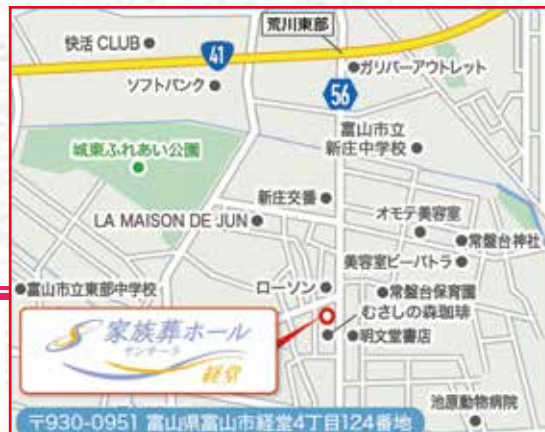 荒川東部
快活 CLUB
41
ガリバーアウトレット
ソフトバンク
56
富山市立
新庄中学校
城東ふれあい公園
新庄交番
オモテ美容室
LA MAISON DE JUN
常盤台神社
美容室ビーバトラ
富山市立東部中学校
ローソン
常盤台保育園
むさしの森珈琲
家族葬ホール
サンサーラ
経堂
明文堂書店
池原動物病院
〒930-0951 富山県富山市経堂4丁目124番地